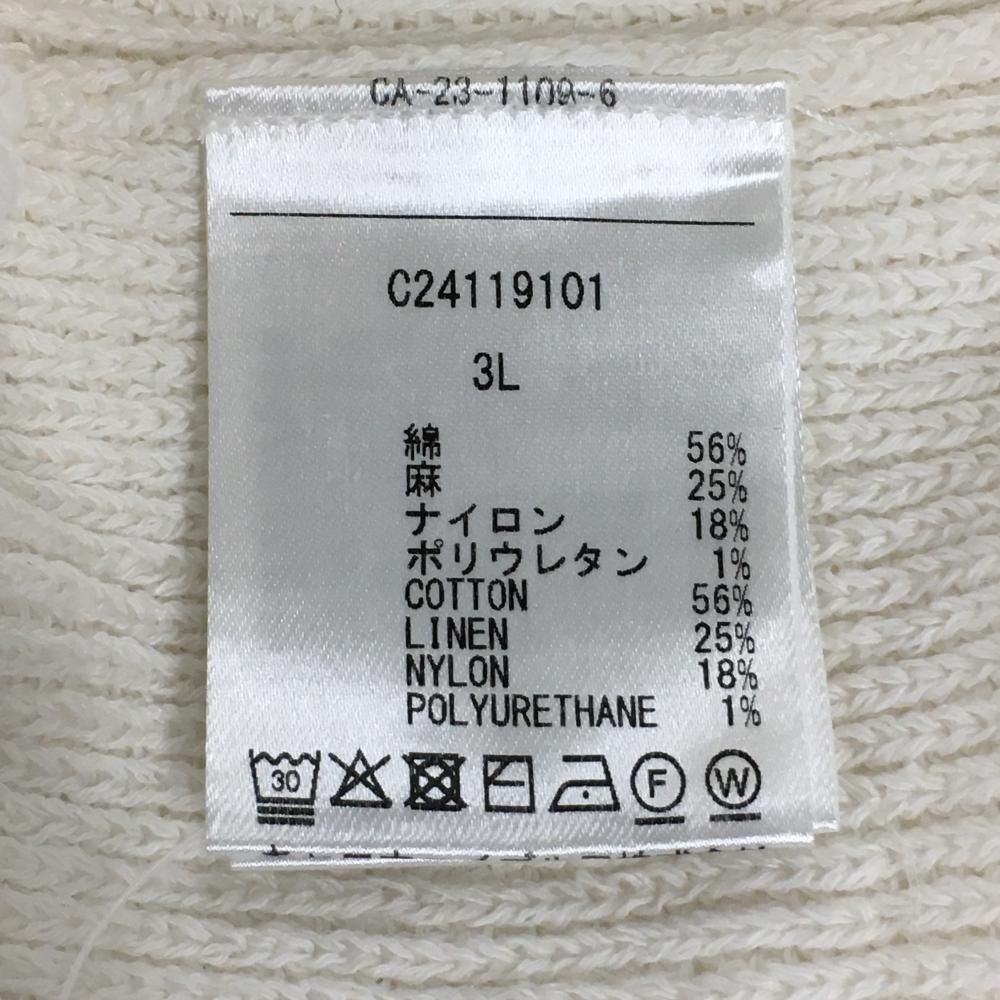 CA-23-1109-6
C24119101
3L
綿 56%
麻 25%
ナイロン 18%
ポリウレタン 1%
COTTON 56%
LINEN 25%
NYLON 18%
POLYURETHANE 1%
30 F W